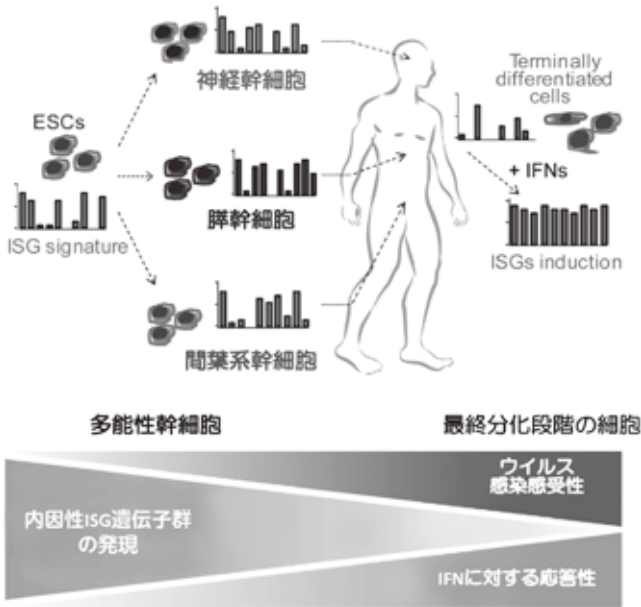 神経幹細胞
ESCs
ISG signature
膵幹細胞
間葉系幹細胞
Terminally
differentiated
cells
+ IFNs
ISGs induction
多能性幹細胞
最終分化段階の細胞
ウイルス
感染感受性
内因性ISG遺伝子群
の発現
IFNに対する応答性